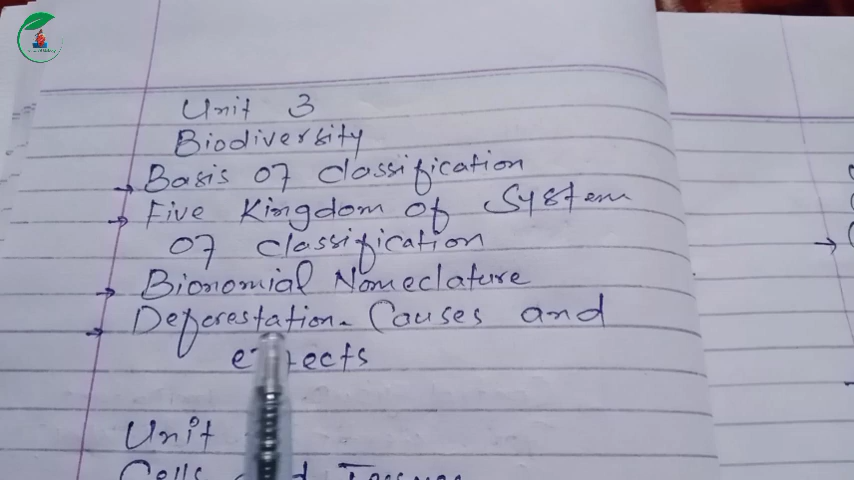 Unit 3
Biodiversity
→ Basis of classification
→ Five Kingdom of System
of classification
→ Bionomial Nomeclature
→ Deforestation. Causes and
effects
Unit
Cells